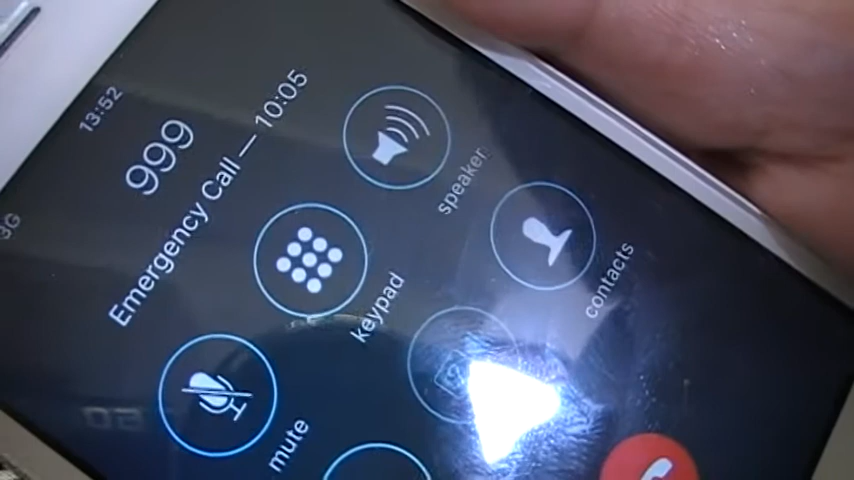 3G
13:52
999
Emergency Call — 10:05
mute
keypad
speaker
contacts